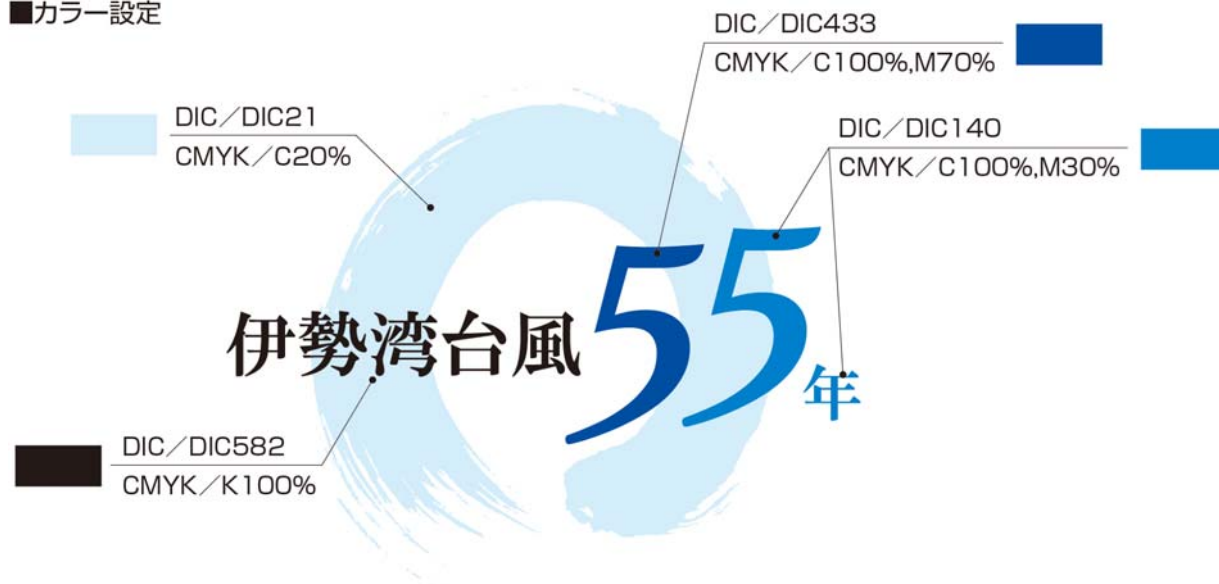 ■カラー設定
DIC／DIC433
CMYK／C100%,M70%
DIC／DIC21
CMYK／C20%
DIC／DIC140
CMYK／C100%,M30%
伊勢湾台風55年
DIC／DIC582
CMYK／K100%